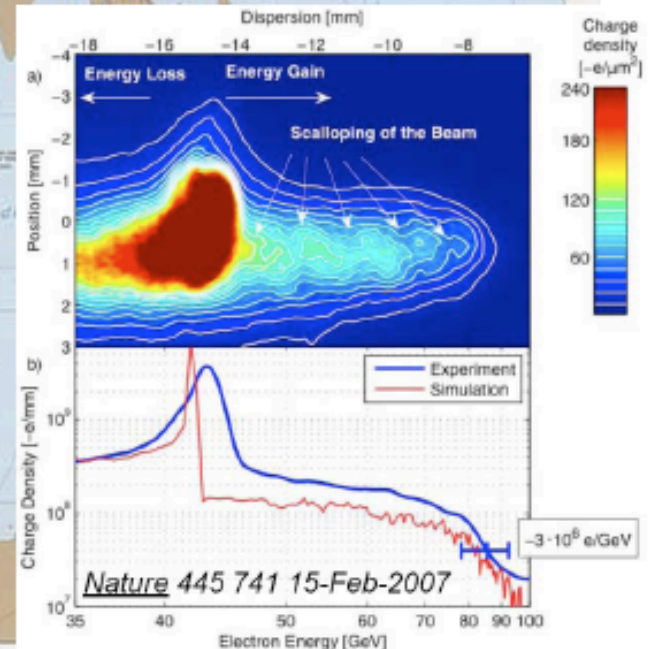 Dispersion [mm]
−18 −16 −14 −12 −10 −8
Charge
density
[−e/µm²]
a)
Position [mm]
−4
−3
−2
−1
0
1
2
3
Energy Loss Energy Gain
Scalloping of the Beam
240
180
120
60
b)
Charge Density [−e/mm]
10⁹
10⁸
10⁷
Experiment
Simulation
~3·10⁶ e/GeV
Nature 445 741 15-Feb-2007
35 40 50 60 70 80 90 100
Electron Energy [GeV]